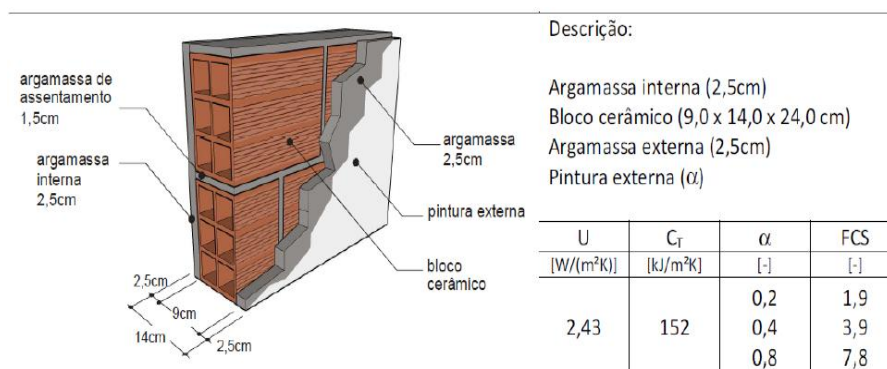 argamassa de
assentamento
1,5cm
argamassa
interna
2,5cm
argamassa
2,5cm
pintura externa
bloco
cerâmico
2,5cm
9cm
14cm
2,5cm
Descrição:
Argamassa interna (2,5cm)
Bloco cerâmico (9,0 x 14,0 x 24,0 cm)
Argamassa externa (2,5cm)
Pintura externa (α)
U CT α FCS
[W/(m²K)] [kJ/m²K] [-] [-]
0,2 1,9
2,43 152 0,4 3,9
0,8 7,8